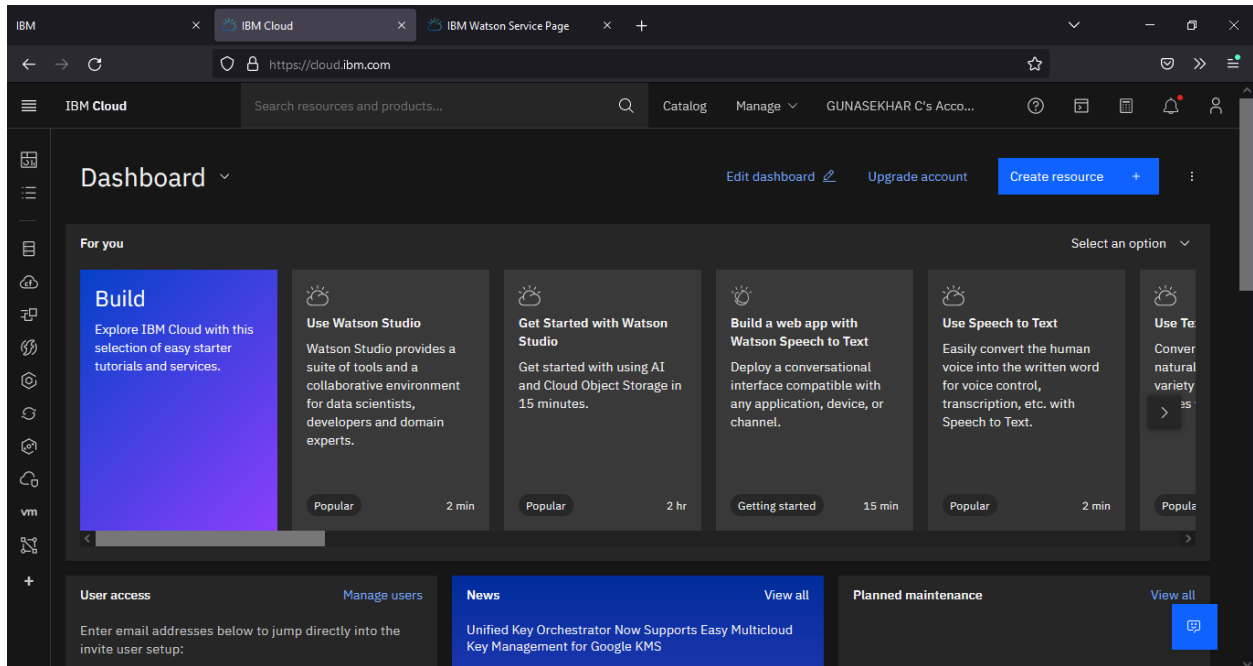 IBM
IBM Cloud
IBM Watson Service Page
https://cloud.ibm.com
IBM Cloud
Search resources and products...
Catalog
Manage
GUNASEKHAR C's Acco...
Dashboard
Edit dashboard
Upgrade account
Create resource +
For you
Select an option
Build
Explore IBM Cloud with this
selection of easy starter
tutorials and services.
Use Watson Studio
Watson Studio provides a
suite of tools and a
collaborative environment
for data scientists,
developers and domain
experts.
Popular
2 min
Get Started with Watson
Studio
Get started with using AI
and Cloud Object Storage in
15 minutes.
Popular
2 hr
Build a web app with
Watson Speech to Text
Deploy a conversational
interface compatible with
any application, device, or
channel.
Getting started
15 min
Use Speech to Text
Easily convert the human
voice into the written word
for voice control,
transcription, etc. with
Speech to Text.
Popular
2 min
Use Te
Conver
natural
variety
Popula
cf
vm
User access
Manage users
Enter email addresses below to jump directly into the
invite user setup:
News
View all
Unified Key Orchestrator Now Supports Easy Multicloud
Key Management for Google KMS
Planned maintenance
View all